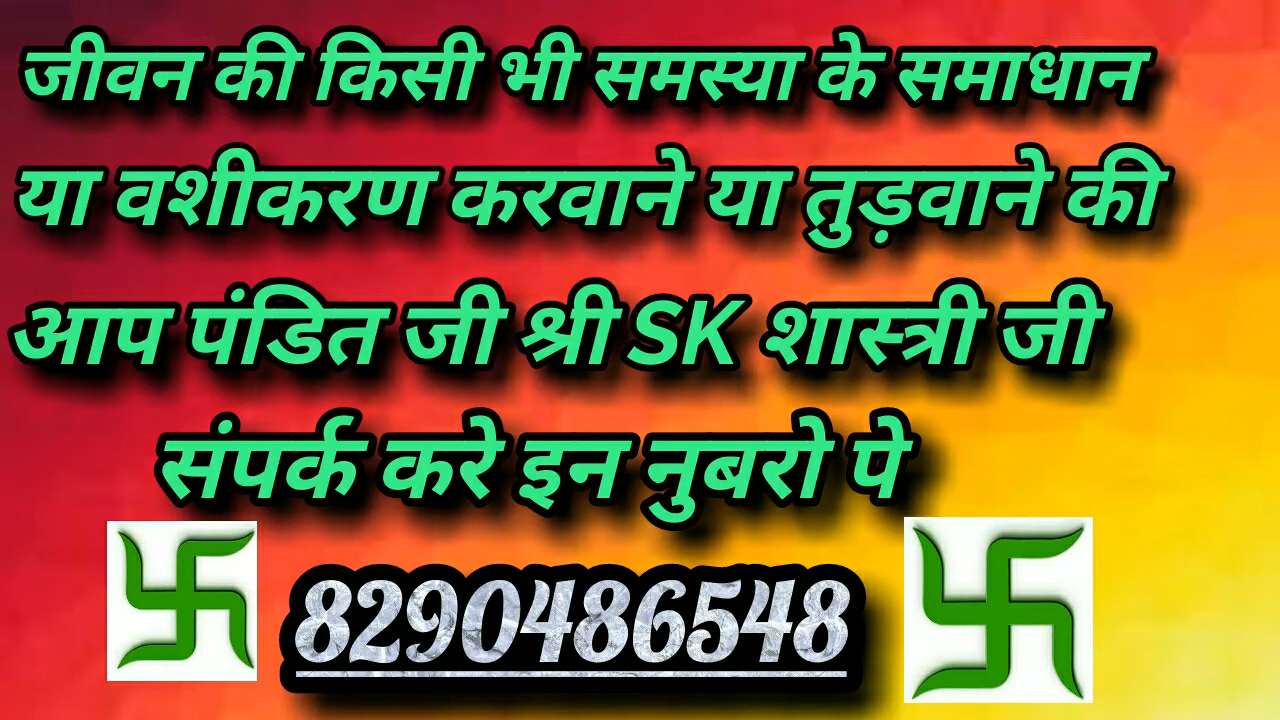 जीवन की किसी भी समस्या के समाधान
या वशीकरण करवाने या तुड़वाने की
आप पंडित जी श्री SK शास्त्री जी
संपर्क करे इन नुबरो पे
8290486548